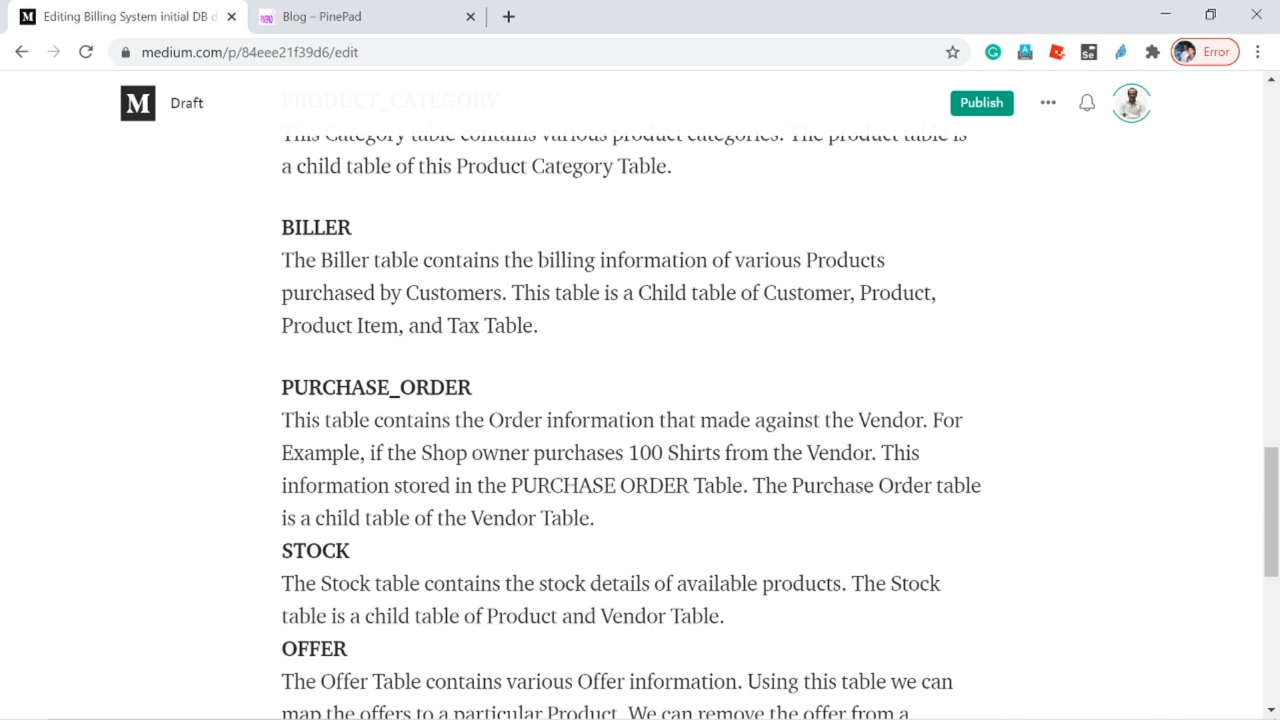 Editing Billing System initial DB d
Blog – PinePad
medium.com/p/84eee21f39d6/edit
Error
M
Draft
PRODUCT_CATEGORY
Publish
This Category table contains various product categories. The product table is
a child table of this Product Category Table.
BILLER
The Biller table contains the billing information of various Products
purchased by Customers. This table is a Child table of Customer, Product,
Product Item, and Tax Table.
PURCHASE_ORDER
This table contains the Order information that made against the Vendor. For
Example, if the Shop owner purchases 100 Shirts from the Vendor. This
information stored in the PURCHASE ORDER Table. The Purchase Order table
is a child table of the Vendor Table.
STOCK
The Stock table contains the stock details of available products. The Stock
table is a child table of Product and Vendor Table.
OFFER
The Offer Table contains various Offer information. Using this table we can
map the offers to a particular Product. We can remove the offer from a